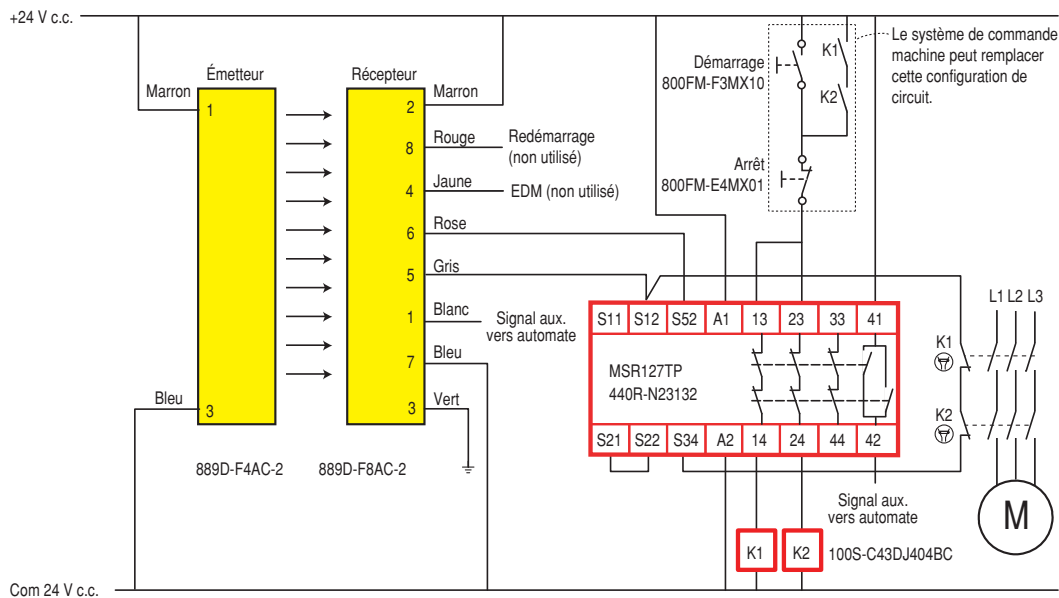 +24 V c.c.
Émetteur
Récepteur
Marron
1
2
Marron
8
Rouge
Redémarrage
(non utilisé)
4
Jaune
EDM (non utilisé)
6
Rose
5
Gris
1
Blanc
Signal aux.
vers automate
7
Bleu
Bleu
3
3
Vert
889D-F4AC-2
889D-F8AC-2
Démarrage
800FM-F3MX10
K1
K2
Le système de commande
machine peut remplacer
cette configuration de
circuit.
Arrêt
800FM-E4MX01
S11 S12 S52 A1 13 23 33 41
MSR127TP
440R-N23132
S21 S22 S34 A2 14 24 44 42
L1 L2 L3
K1
K2
M
Signal aux.
vers automate
K1 K2 100S-C43DJ404BC
Com 24 V c.c.